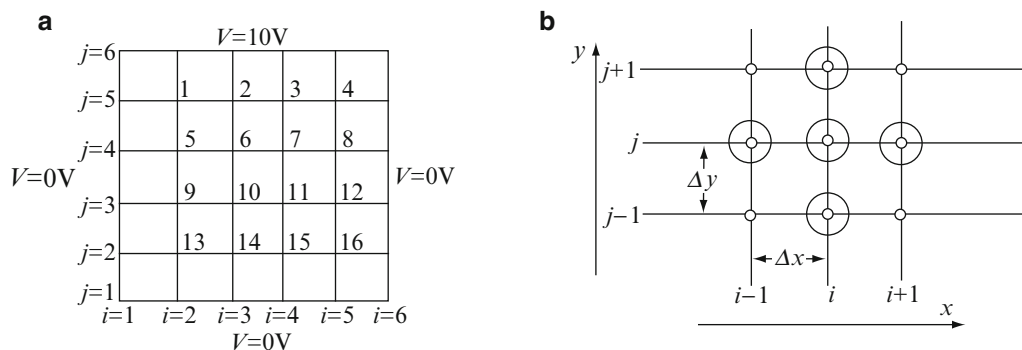 a
V=10V
j=6
1 2 3 4
j=5
5 6 7 8
j=4
V=0V
V=0V
9 10 11 12
j=3
13 14 15 16
j=2
j=1
i=1 i=2 i=3 i=4 i=5 i=6
V=0V
b
y
j+1
j
Δy
j−1
Δx
i−1 i i+1
x